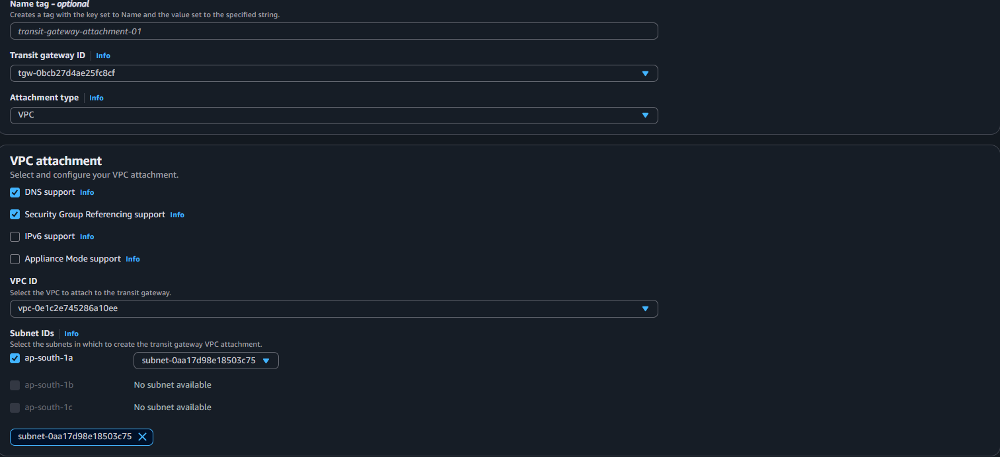 Name tag - optional
Creates a tag with the key set to Name and the value set to the specified string.
transit-gateway-attachment-01
Transit gateway ID Info
tgw-0bcb27d4ae25fc8cf
Attachment type Info
VPC
VPC attachment
Select and configure your VPC attachment.
DNS support Info
Security Group Referencing support Info
IPv6 support Info
Appliance Mode support Info
VPC ID
Select the VPC to attach to the transit gateway.
vpc-0e1c2e745286a10ee
Subnet IDs Info
Select the subnets in which to create the transit gateway VPC attachment.
ap-south-1a subnet-0aa17d98e18503c75
ap-south-1b No subnet available
ap-south-1c No subnet available
subnet-0aa17d98e18503c75